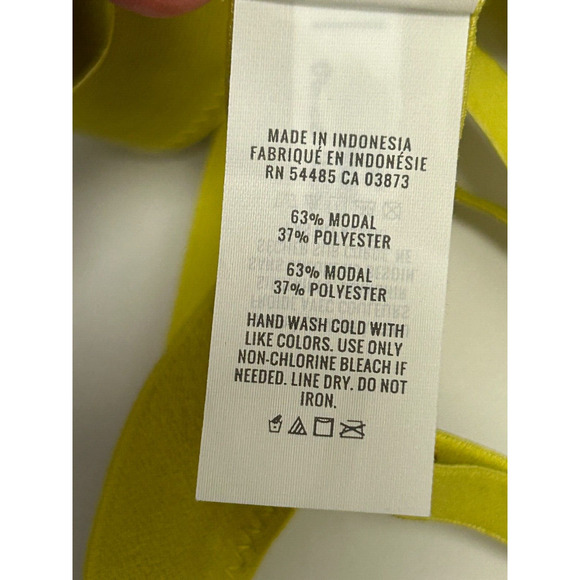 MADE IN INDONESIA
FABRIQUÉ EN INDONÉSIE
RN 54485 CA 03873
63% MODAL
37% POLYESTER
63% MODAL
37% POLYESTER
HAND WASH COLD WITH
LIKE COLORS. USE ONLY
NON-CHLORINE BLEACH IF
NEEDED. LINE DRY. DO NOT
IRON.